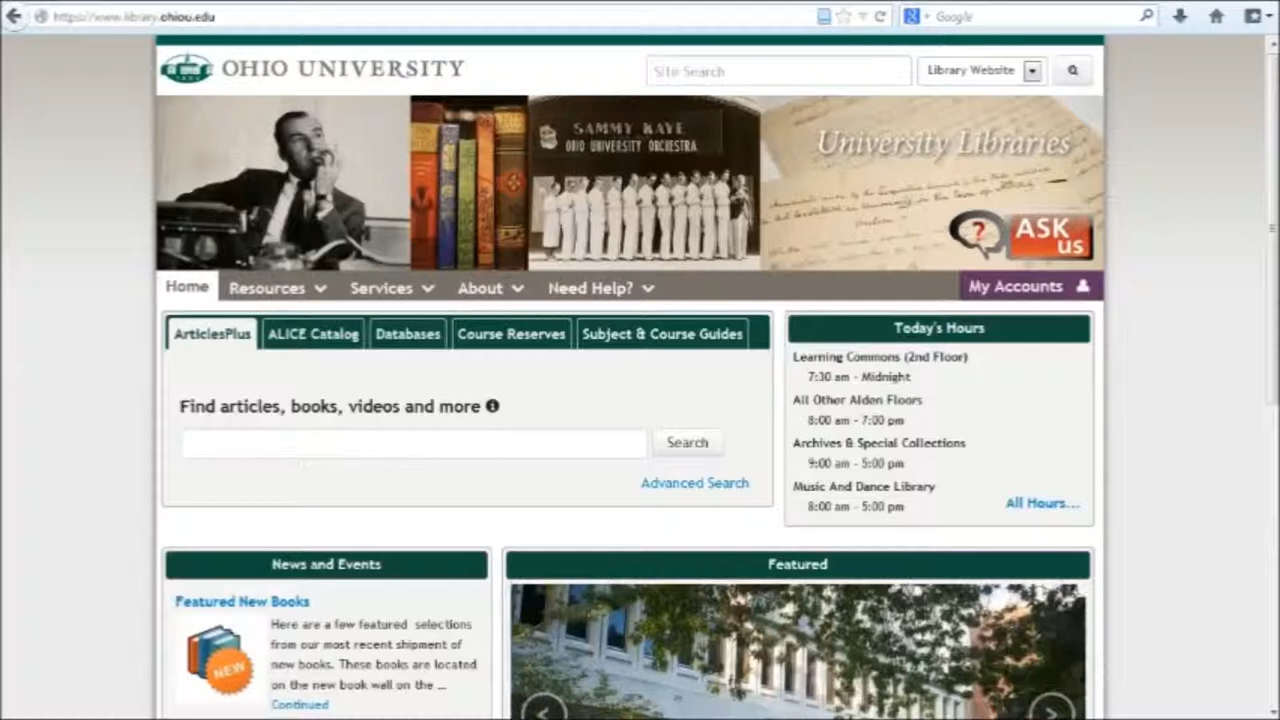 https://www.library.ohiou.edu
Google
OHIO UNIVERSITY
Site Search
Library Website
SAMMY KAYE
OHIO UNIVERSITY ORCHESTRA
University Libraries
?
ASK us
Home
Resources
Services
About
Need Help?
My Accounts
ArticlesPlus
ALICE Catalog
Databases
Course Reserves
Subject & Course Guides
Find articles, books, videos and more
Search
Advanced Search
Today's Hours
Learning Commons (2nd Floor)
7:30 am - Midnight
All Other Alden Floors
8:00 am - 7:00 pm
Archives & Special Collections
9:00 am - 5:00 pm
Music And Dance Library
8:00 am - 5:00 pm
All Hours...
News and Events
Featured New Books
NEW
Here are a few featured selections
from our most recent shipment of
new books. These books are located
on the new book wall on the ...
Continued
Featured